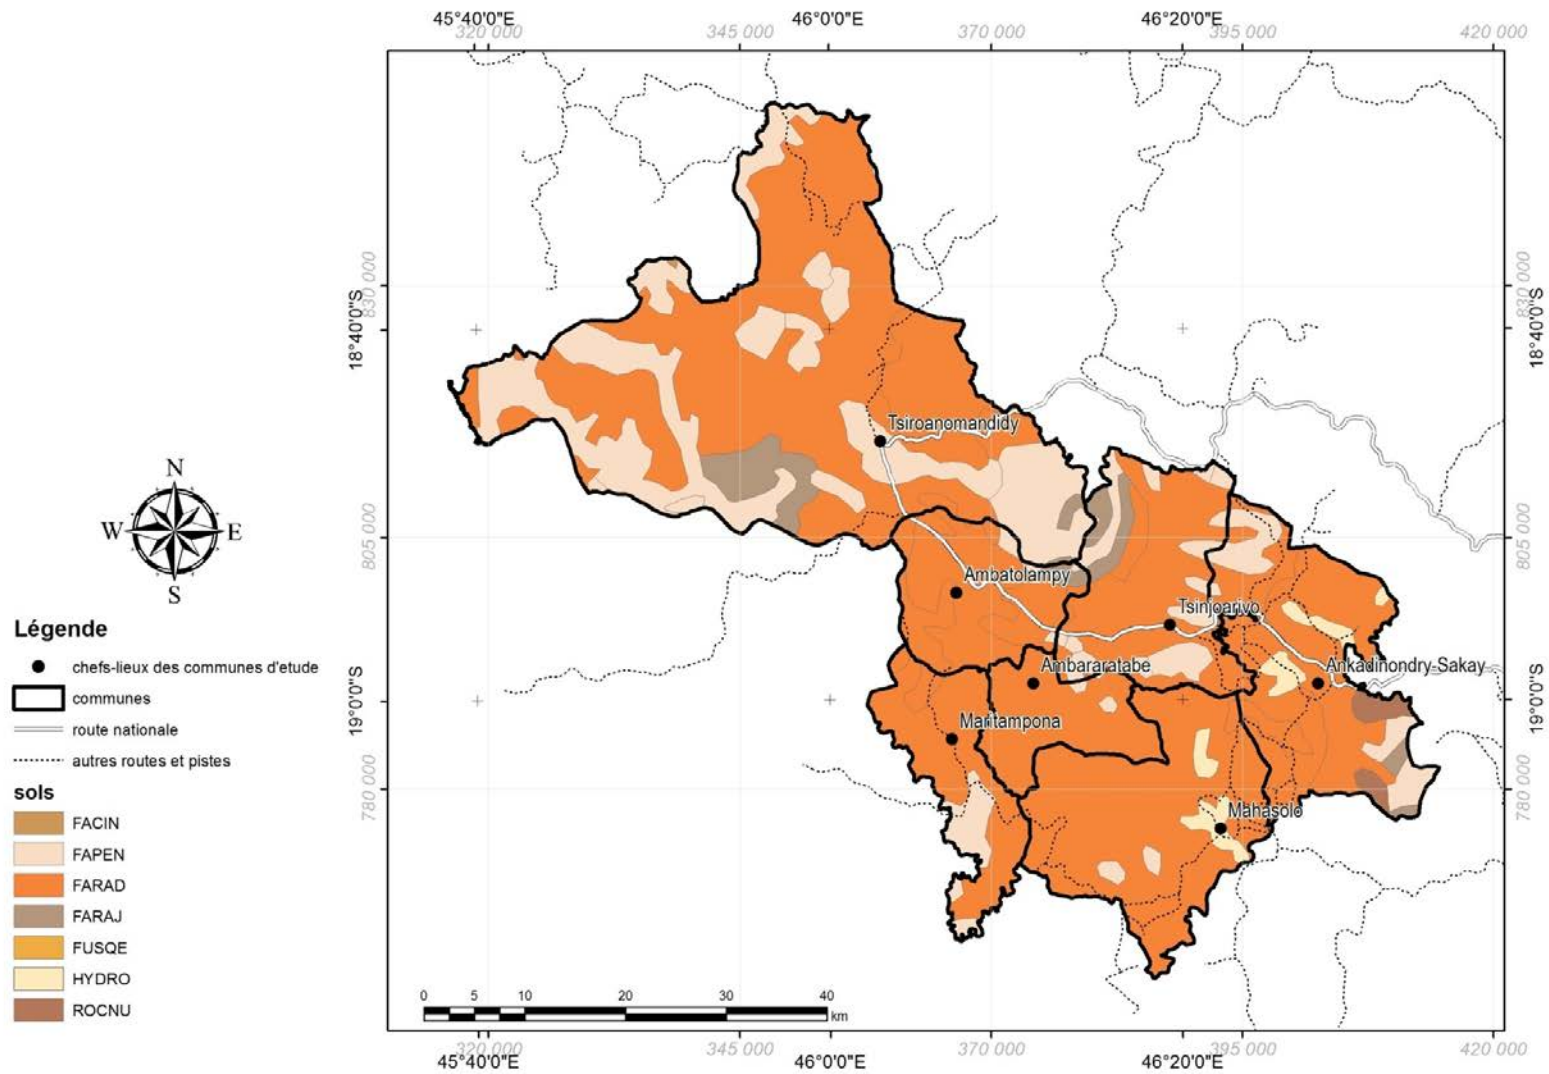 45°40'0"E 46°0'0"E 46°20'0"E
320 000 345 000 370 000 395 000 420 000
830 000 830 000
18°40'0"S 18°40'0"S
Tsiroanomandidy
N
W E
S
805 000 805 000
Ambatolampy
Tsinjoarivo
Légende
chefs-lieux des communes d'etude
communes
route nationale
autres routes et pistes
Ambararatabe
Ankadinondry-Sakay
19°0'0"S 19°0'0"S
Maritampona
780 000 780 000
Mahasolo
sols
FACIN
FAPEN
FARAD
FARAJ
FUSQE
HYDRO
ROCNU
0 5 10 20 30 40
km
320 000 345 000 370 000 395 000 420 000
45°40'0"E 46°0'0"E 46°20'0"E